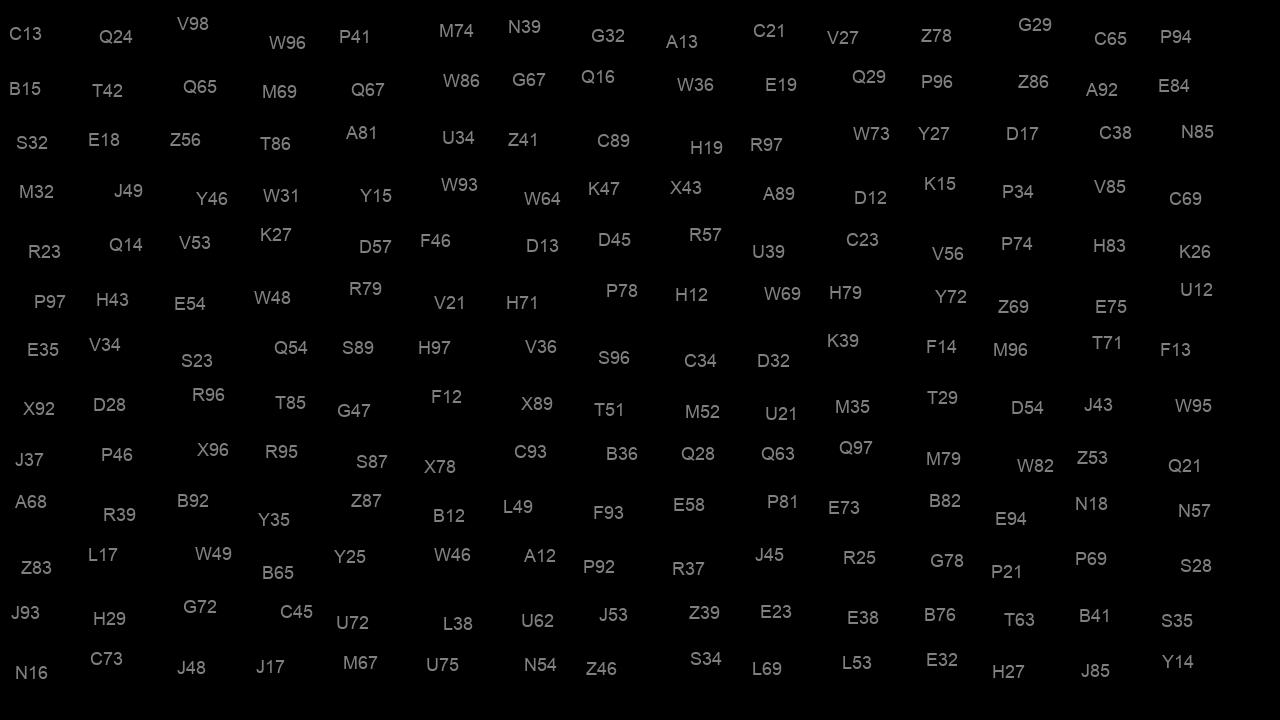 C13 Q24 V98 W96 P41 M74 N39 G32 A13 C21 V27 Z78 G29 C65 P94
B15 T42 Q65 M69 Q67 W86 G67 Q16 W36 E19 Q29 P96 Z86 A92 E84
S32 E18 Z56 T86 A81 U34 Z41 C89 H19 R97 W73 Y27 D17 C38 N85
M32 J49 Y46 W31 Y15 W93 W64 K47 X43 A89 D12 K15 P34 V85 C69
R23 Q14 V53 K27 D57 F46 D13 D45 R57 U39 C23 V56 P74 H83 K26
P97 H43 E54 W48 R79 V21 H71 P78 H12 W69 H79 Y72 Z69 E75 U12
E35 V34 S23 Q54 S89 H97 V36 S96 C34 D32 K39 F14 M96 T71 F13
X92 D28 R96 T85 G47 F12 X89 T51 M52 U21 M35 T29 D54 J43 W95
J37 P46 X96 R95 S87 X78 C93 B36 Q28 Q63 Q97 M79 W82 Z53 Q21
A68 R39 B92 Y35 Z87 B12 L49 F93 E58 P81 E73 B82 E94 N18 N57
Z83 L17 W49 B65 Y25 W46 A12 P92 R37 J45 R25 G78 P21 P69 S28
J93 H29 G72 C45 U72 L38 U62 J53 Z39 E23 E38 B76 T63 B41 S35
N16 C73 J48 J17 M67 U75 N54 Z46 S34 L69 L53 E32 H27 J85 Y14